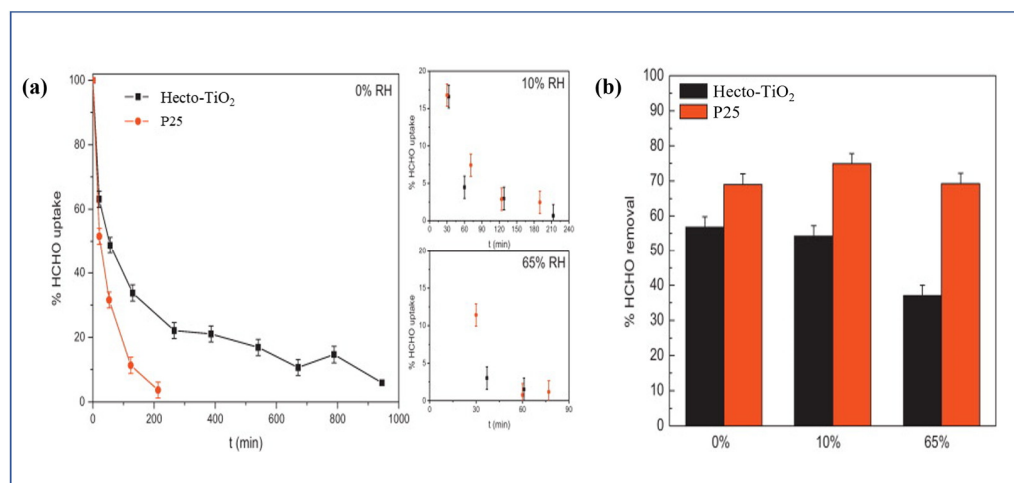 (a)
0% RH
Hecto-TiO₂
P25
% HCHO uptake
100
80
60
40
20
0
0 200 400 600 800 1000
t (min)
10% RH
% HCHO uptake
20
15
10
5
0
0 30 60 90 120 150 180 210 240
t (min)
65% RH
% HCHO uptake
20
15
10
5
0
0 30 60 90
t (min)
(b)
Hecto-TiO₂
P25
% HCHO removal
100
90
80
70
60
50
40
30
20
10
0
0% 10% 65%